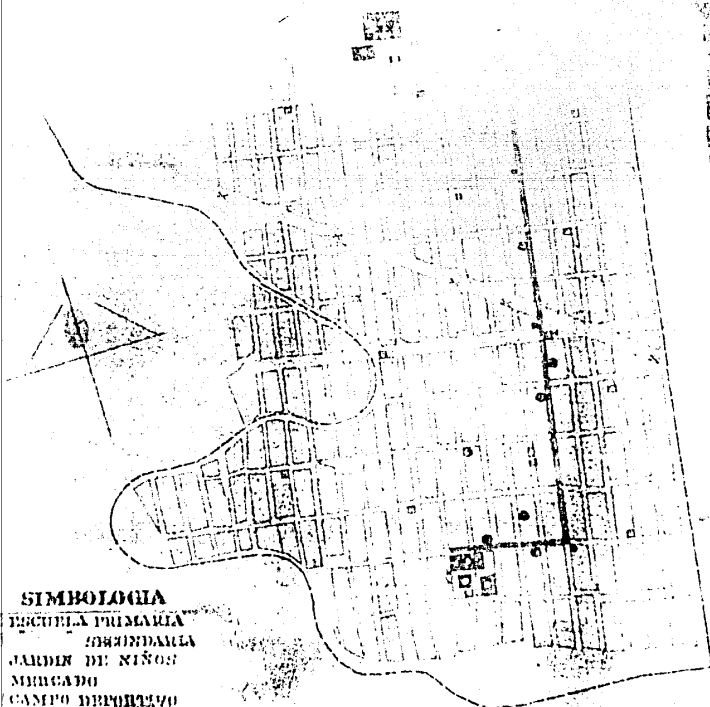 SIMBOLOGIA
ESCUELA PRIMARIA
" SECUNDARIA
JARDIN DE NIÑOS
MERCADO
CAMPO DEPORTIVO